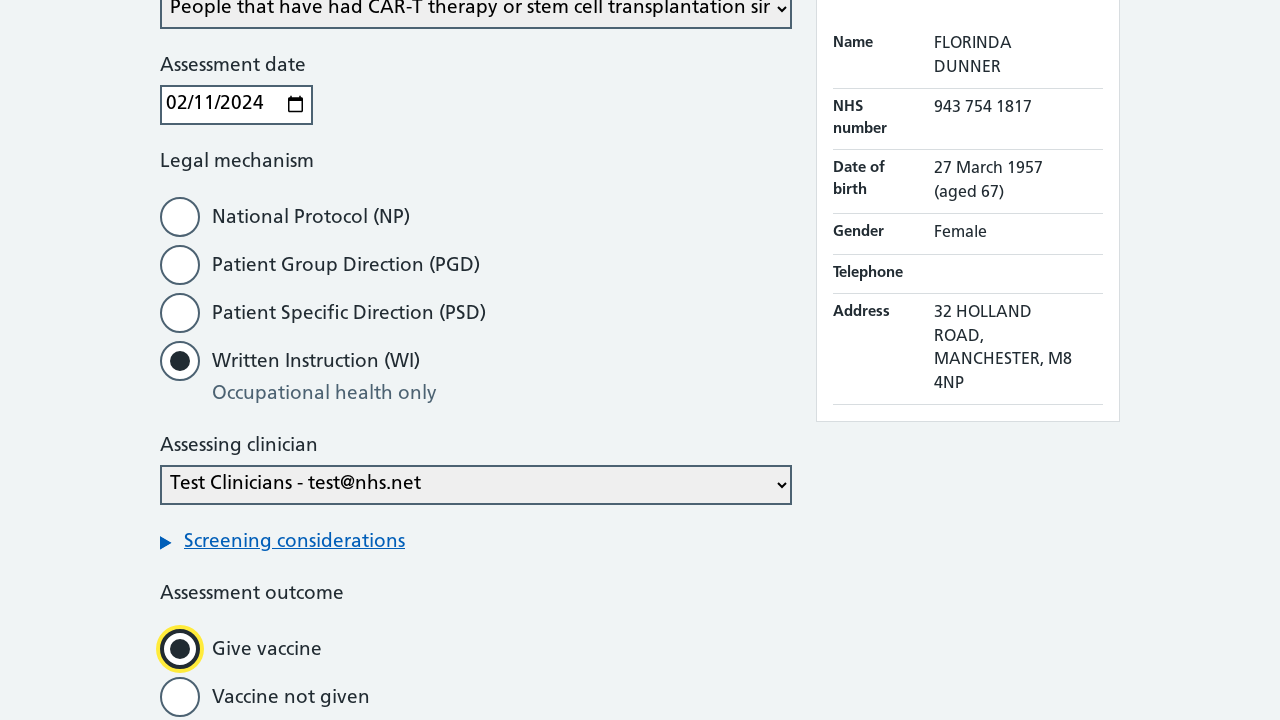 People that have had CAR-T therapy or stem cell transplantation sir
Assessment date
02/11/2024
Legal mechanism
National Protocol (NP)
Patient Group Direction (PGD)
Patient Specific Direction (PSD)
Written Instruction (WI)
Occupational health only
Assessing clinician
Test Clinicians - test@nhs.net
Screening considerations
Assessment outcome
Give vaccine
Vaccine not given
Name FLORINDA
DUNNER
NHS
number 943 754 1817
Date of
birth 27 March 1957
(aged 67)
Gender Female
Telephone
Address 32 HOLLAND
ROAD,
MANCHESTER, M8
4NP